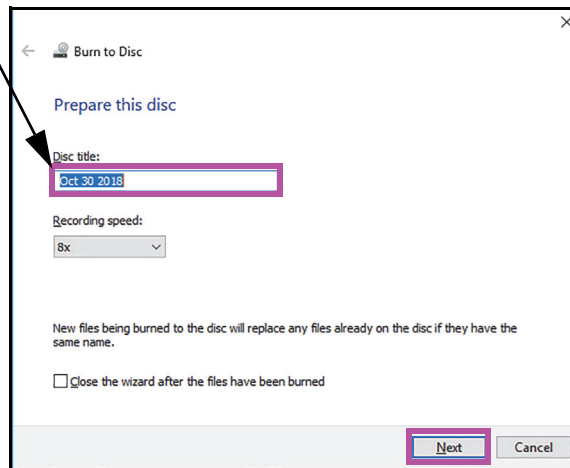 Burn to Disc
Prepare this disc
Disc title:
Oct 30 2018
Recording speed:
8x
New files being burned to the disc will replace any files already on the disc if they have the
same name.
Close the wizard after the files have been burned
Next Cancel